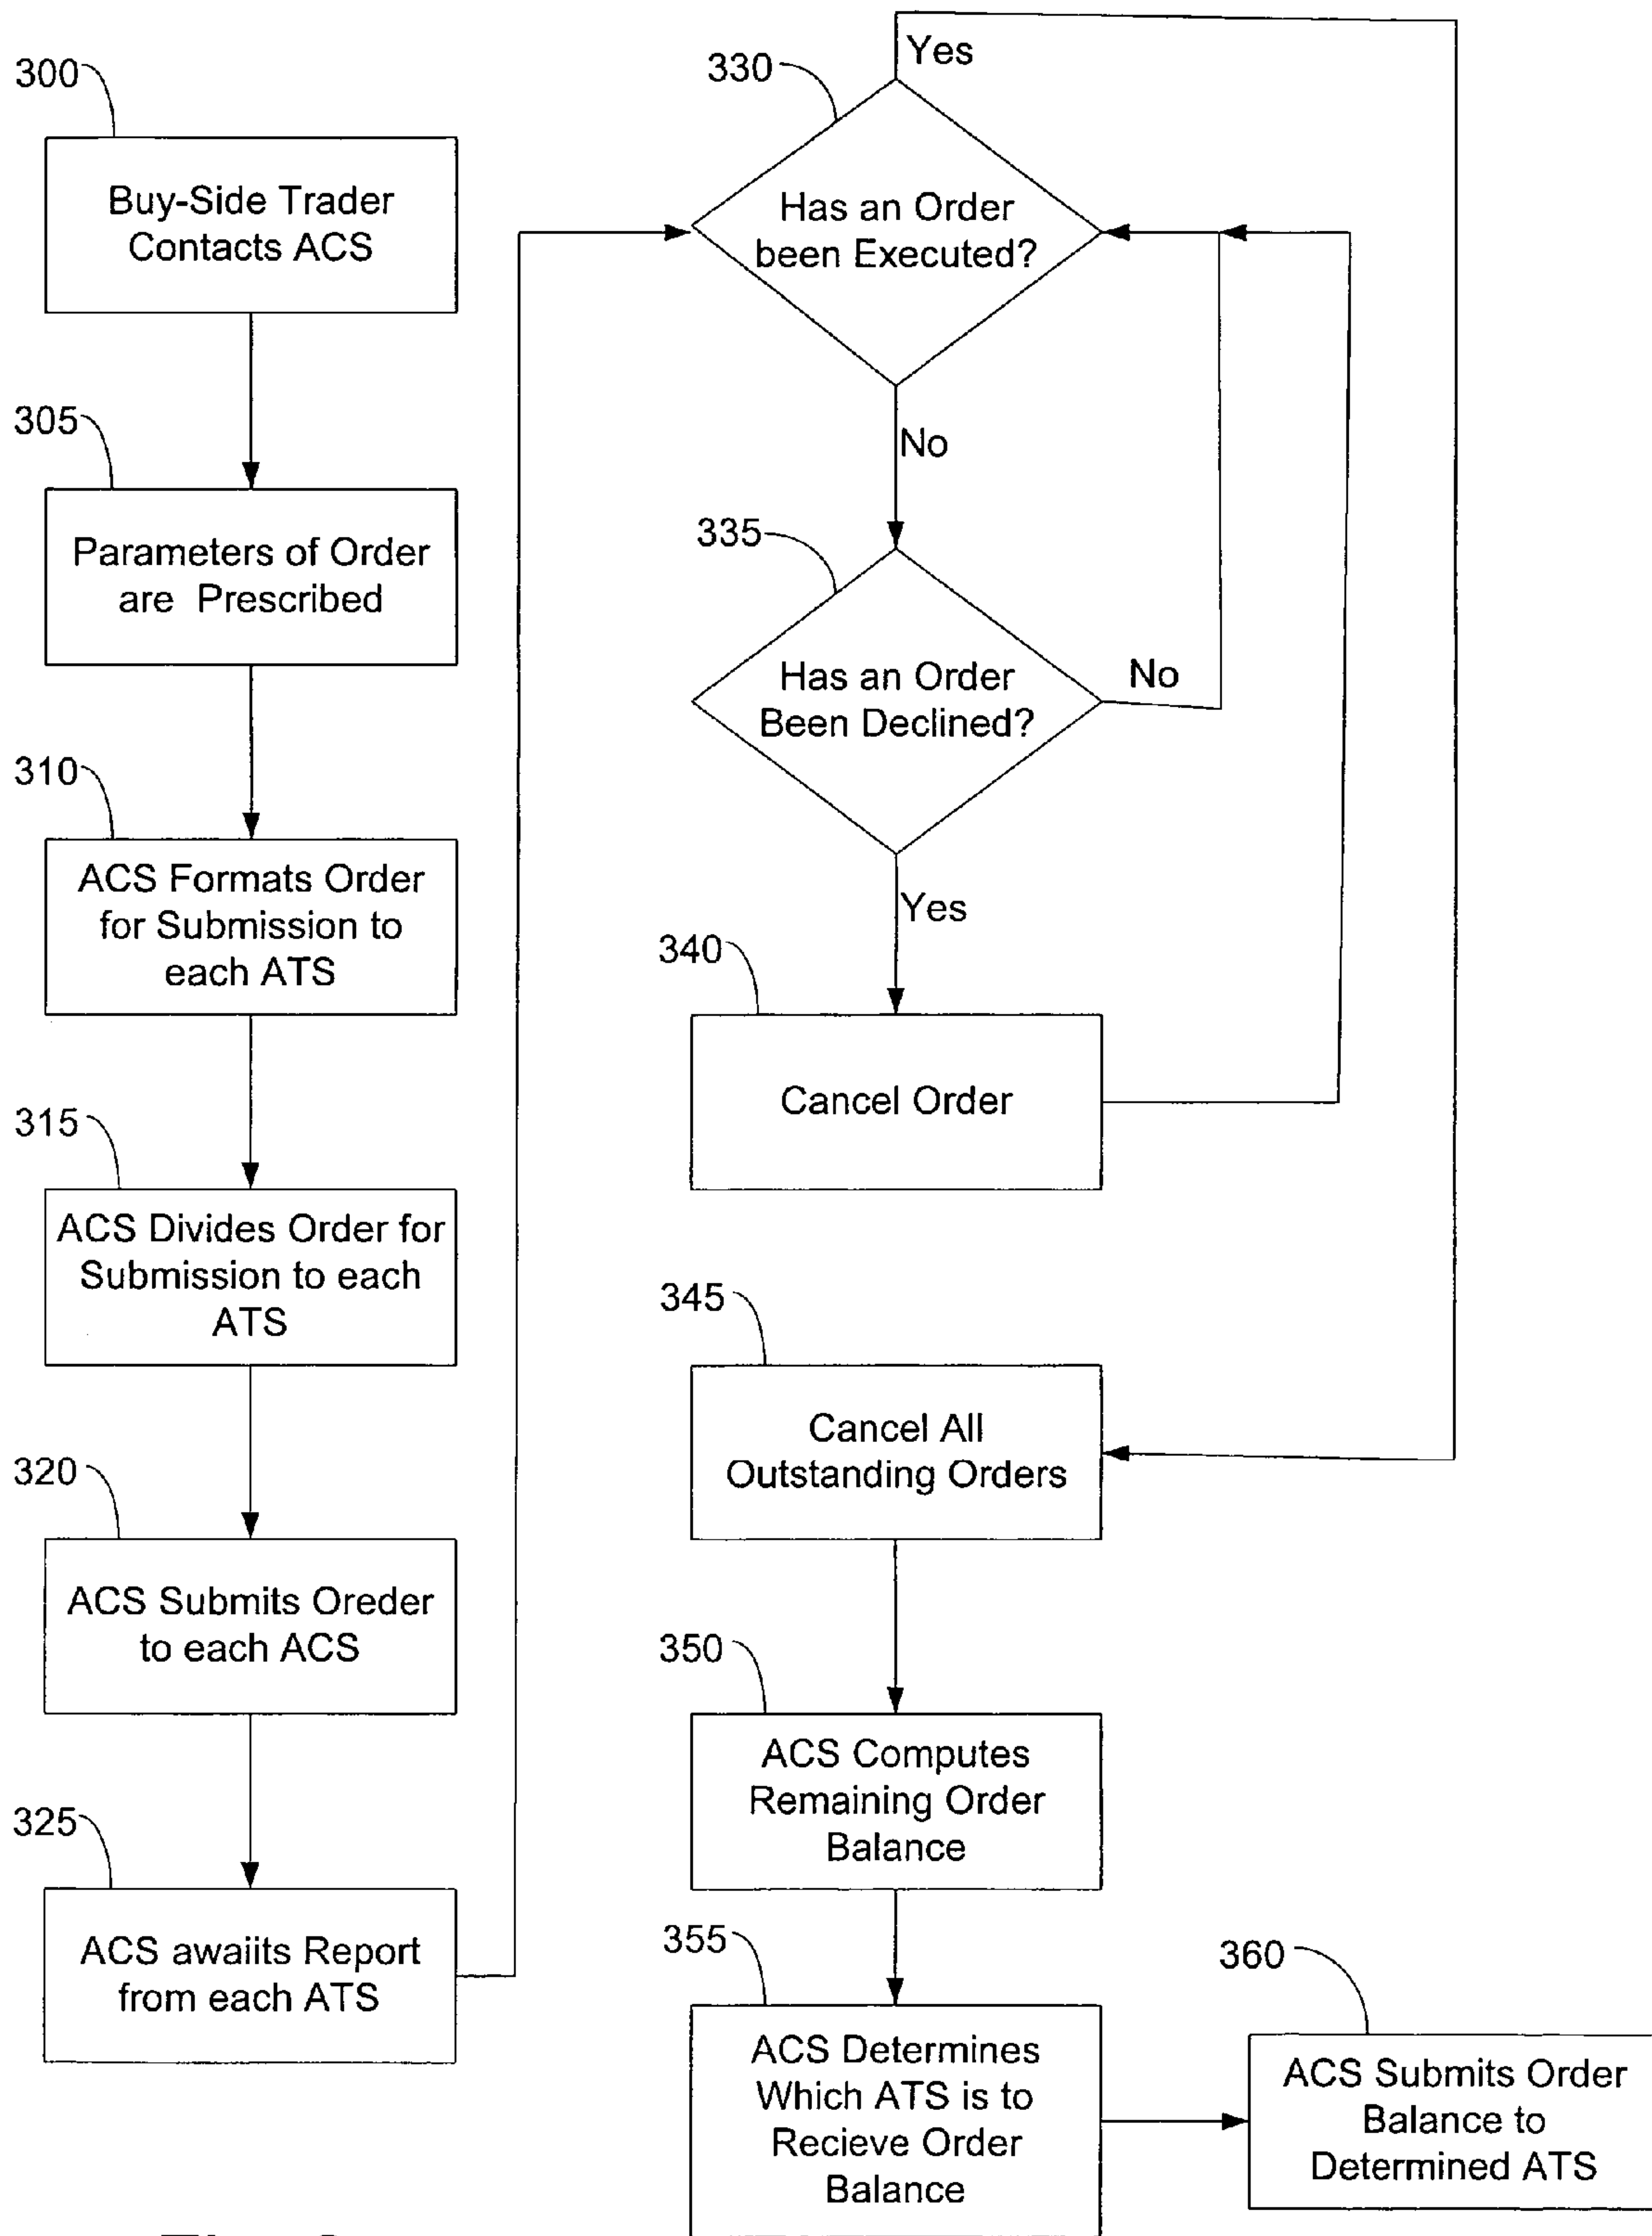 300
Buy-Side Trader
Contacts ACS
305
Parameters of Order
are Prescribed
310
ACS Formats Order
for Submission to
each ATS
315
ACS Divides Order for
Submission to each
ATS
320
ACS Submits Oreder
to each ACS
325
ACS awaiits Report
from each ATS
330
Yes
Has an Order
been Executed?
No
335
Has an Order
Been Declined?
No
Yes
340
Cancel Order
345
Cancel All
Outstanding Orders
350
ACS Computes
Remaining Order
Balance
355
ACS Determines
Which ATS is to
Recieve Order
Balance
360
ACS Submits Order
Balance to
Determined ATS